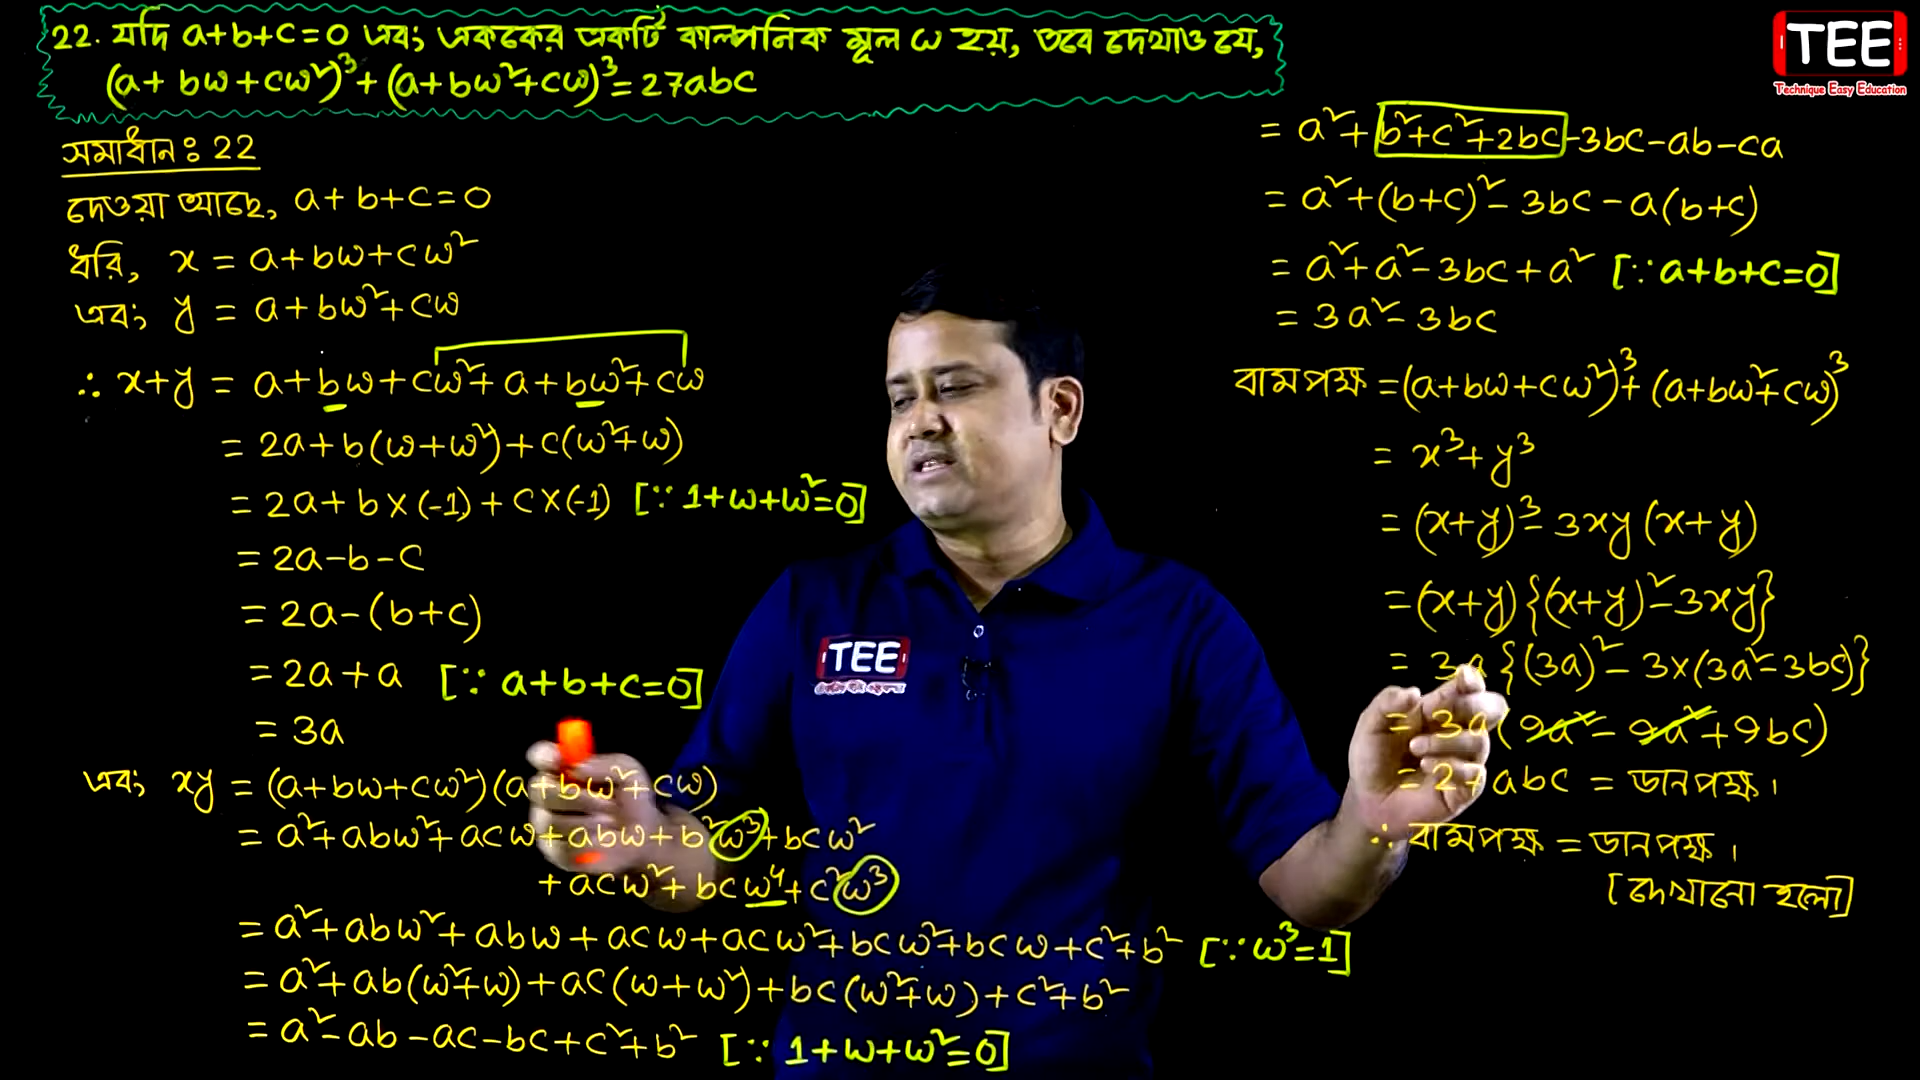 22. যদি a+b+c=0 এবং এককের একটি কাল্পনিক মূল ω হয়, তবে দেখাও যে,
(a+bω+cω²)³+(a+bω²+cω)³=27abc
TEE
Technique Easy Education
সমাধান: 22
দেওয়া আছে, a+b+c=0
ধরি, x = a+bω+cω²
এবং y = a+bω²+cω
∴ x+y = a+bω+cω²+a+bω²+cω
= 2a+b(ω+ω²)+c(ω²+ω)
= 2a+b×(-1)+c×(-1) [∵ 1+ω+ω²=0]
= 2a-b-c
= 2a-(b+c)
= 2a+a [∵ a+b+c=0]
= 3a
এবং xy = (a+bω+cω²)(a+bω²+cω)
= a²+abω²+acω+abω+b²ω³+bcω²
+acω²+bcω⁴+c²ω³
= a²+abω²+abω+acω+acω²+bcω²+bcω+c²+b² [∵ω³=1]
= a²+ab(ω²+ω)+ac(ω+ω²)+bc(ω²+ω)+c²+b²
= a²-ab-ac-bc+c²+b² [∵ 1+ω+ω²=0]
= a²+b²+c²+2bc-3bc-ab-ca
= a²+(b+c)²-3bc-a(b+c)
= a²+a²-3bc+a² [∵a+b+c=0]
= 3a²-3bc
বামপক্ষ =(a+bω+cω²)³+(a+bω²+cω)³
= x³+y³
= (x+y)³-3xy(x+y)
=(x+y){(x+y)²-3xy}
= 3a{(3a)²-3×(3a²-3bc)}
= 3a(9a²-9a²+9bc)
= 27abc = ডানপক্ষ।
∴ বামপক্ষ = ডানপক্ষ।
[দেখানো হলো]
TEE